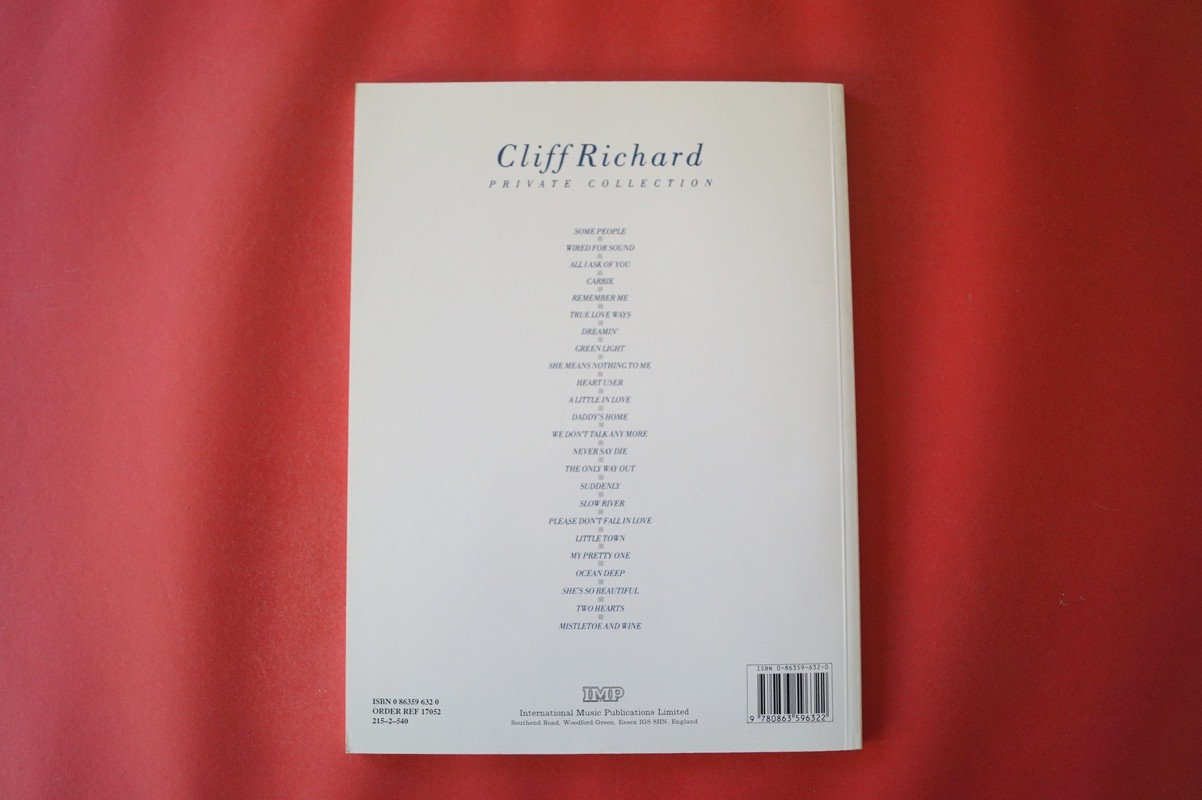 Cliff Richard
PRIVATE COLLECTION
SOME PEOPLE
WIRED FOR SOUND
ALL I ASK OF YOU
CARRIE
REMEMBER ME
TRUE LOVE WAYS
DREAMIN'
GREEN LIGHT
SHE MEANS NOTHING TO ME
HEART USER
A LITTLE IN LOVE
DADDY'S HOME
WE DON'T TALK ANY MORE
NEVER SAY DIE
THE ONLY WAY OUT
SUDDENLY
SLOW RIVER
PLEASE DON'T FALL IN LOVE
LITTLE TOWN
MY PRETTY ONE
OCEAN DEEP
SHE'S SO BEAUTIFUL
TWO HEARTS
MISTLETOE AND WINE
ISBN 0 86359 632 0
ORDER REF 17052
215–2–540
IMP
International Music Publications Limited
Southend Road, Woodford Green, Essex IG8 8HN, England
ISBN 0-86359-632-0
9 780863 596322